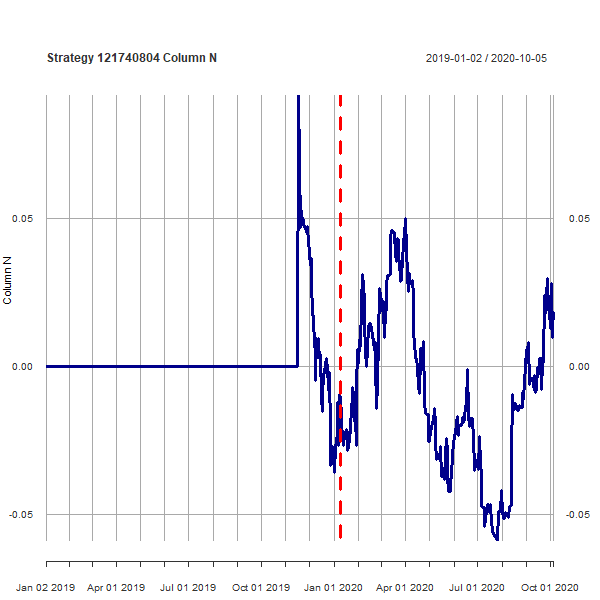 Strategy 121740804 Column N
2019-01-02 / 2020-10-05
0.05 0.05
Column N
0.00 0.00
-0.05 -0.05
Jan 02 2019 Apr 01 2019 Jul 01 2019 Oct 01 2019 Jan 01 2020 Apr 01 2020 Jul 01 2020 Oct 01 2020